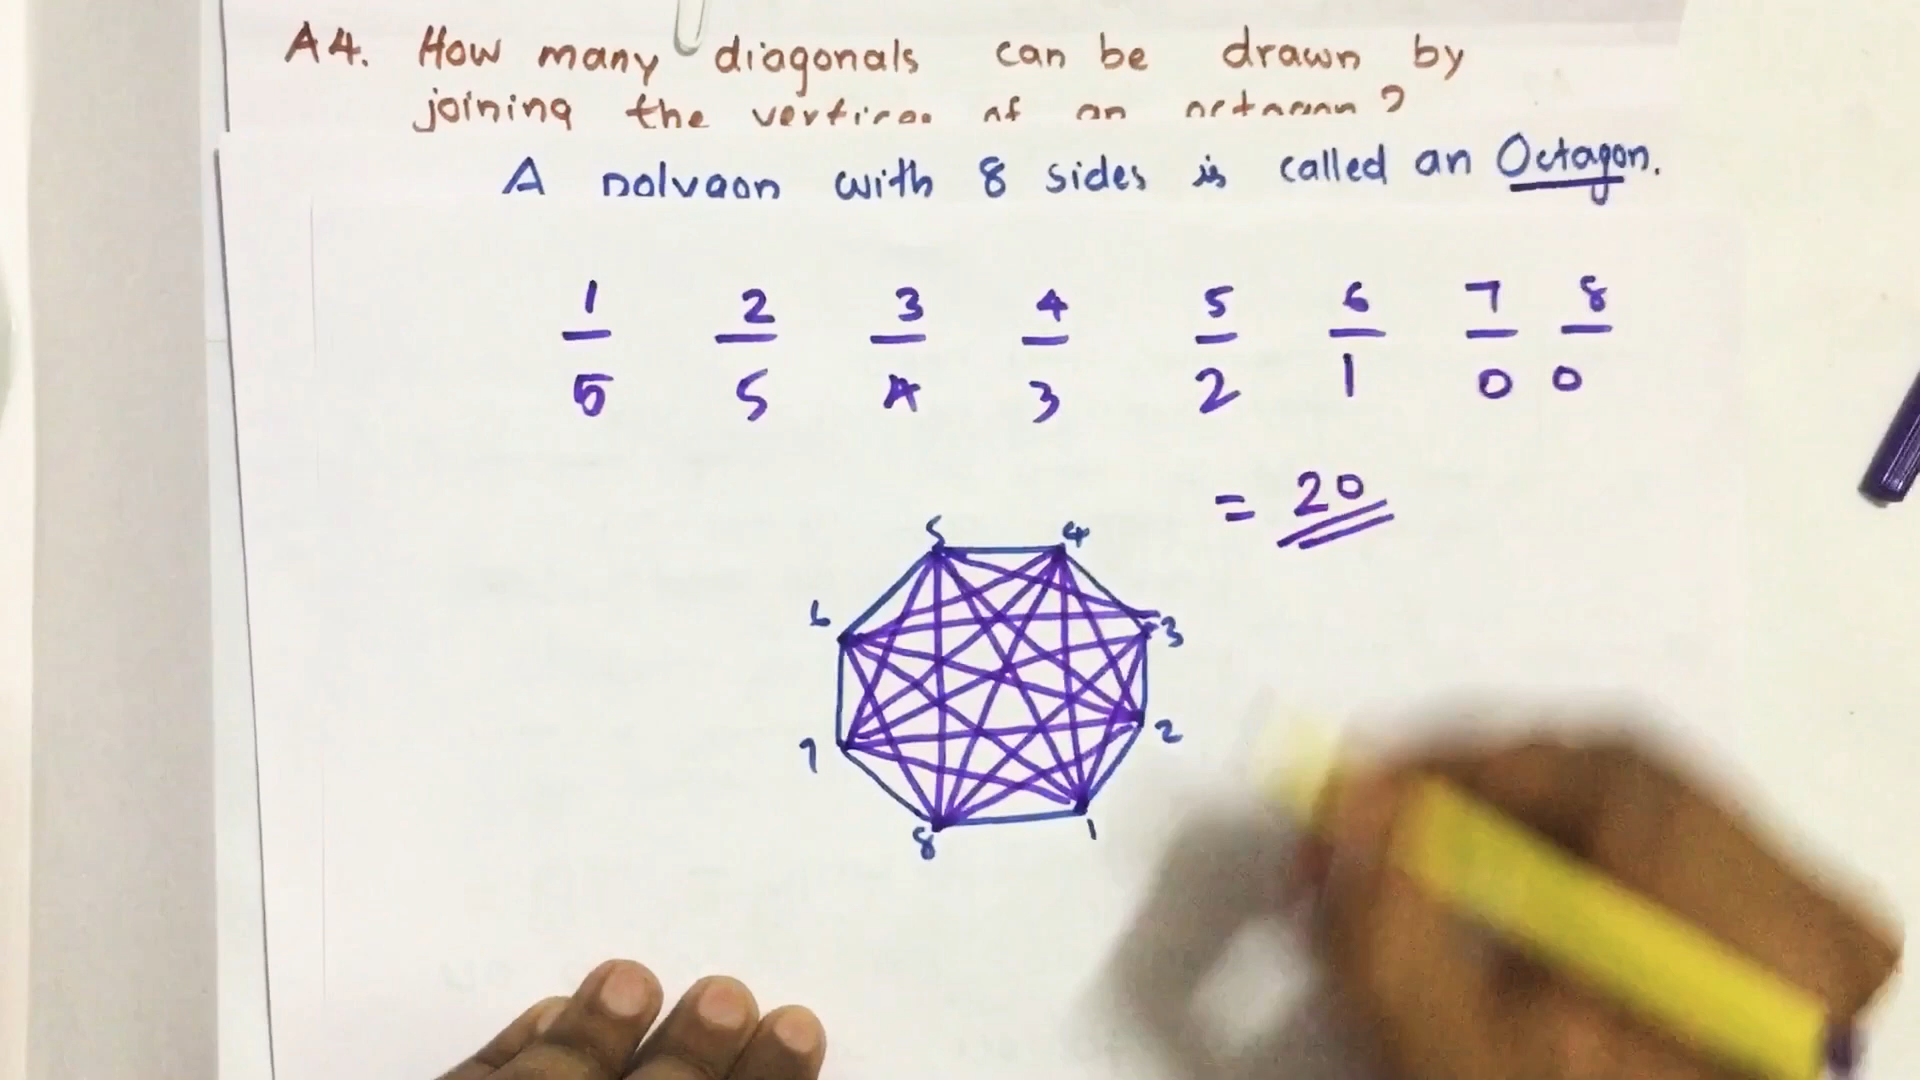 A4. How many diagonals can be drawn by
joining the
A with 8 sides is called an Octagon.
1 2 3 4 5 6 7 8
5 5 4 3 2 1 0 0
= 20
5 4
6 3
7 2
8 1